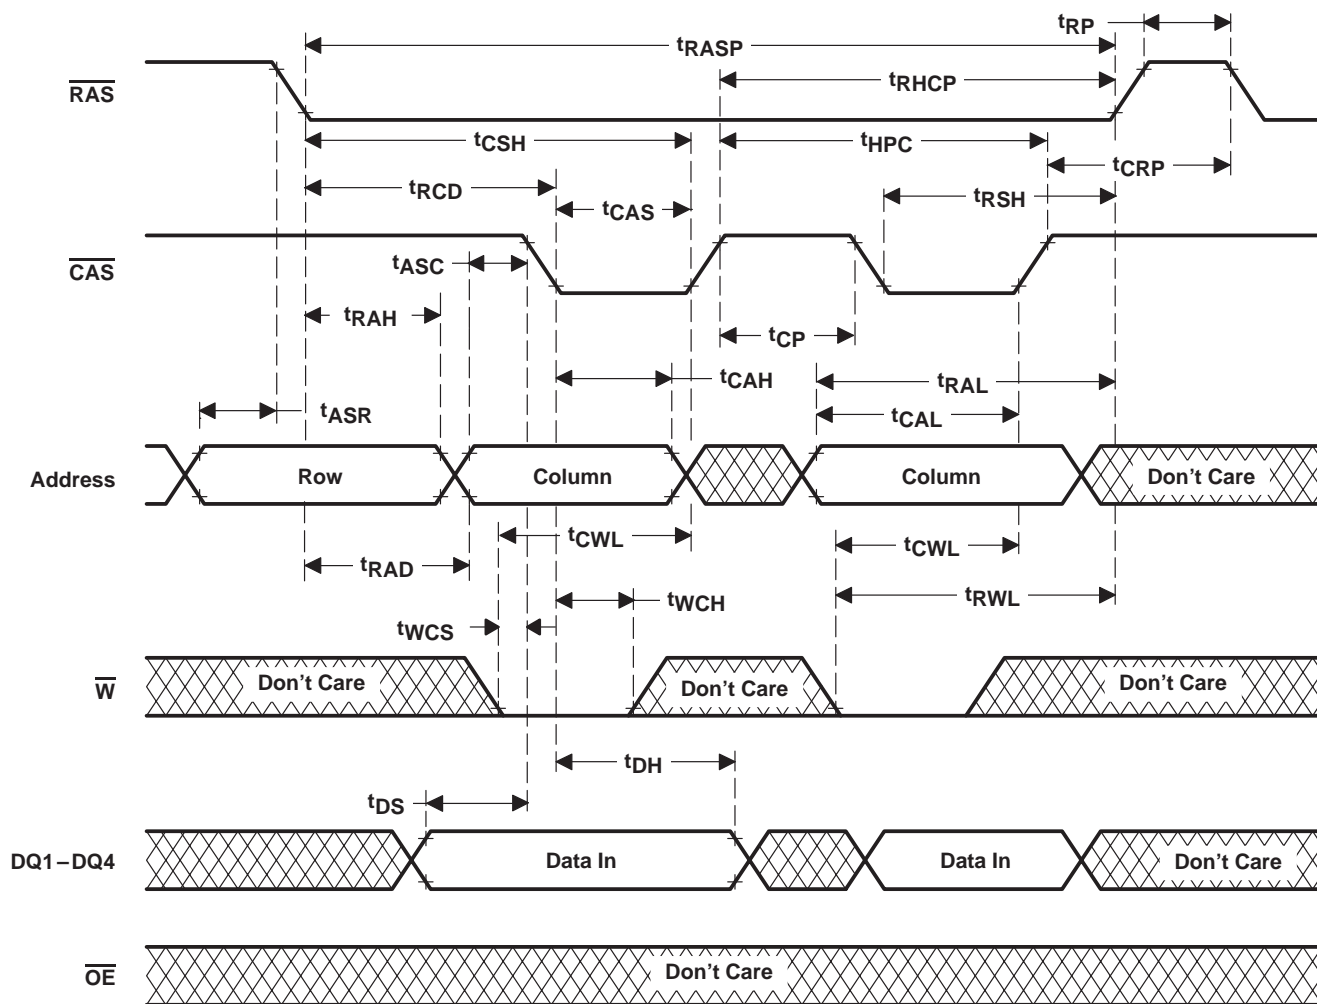 tRP
tRASP
tRHCP
RAS
tCSH
tHPC
tCRP
tRCD
tRSH
tCAS
CAS
tASC
tRAH
tCP
tCAH
tRAL
tASR
tCAL
Address
Row
Column
Column
Don't Care
tCWL
tCWL
tRAD
tRWL
tWCH
tWCS
W
Don't Care
Don't Care
Don't Care
tDH
tDS
DQ1–DQ4
Data In
Data In
Don't Care
OE
Don't Care